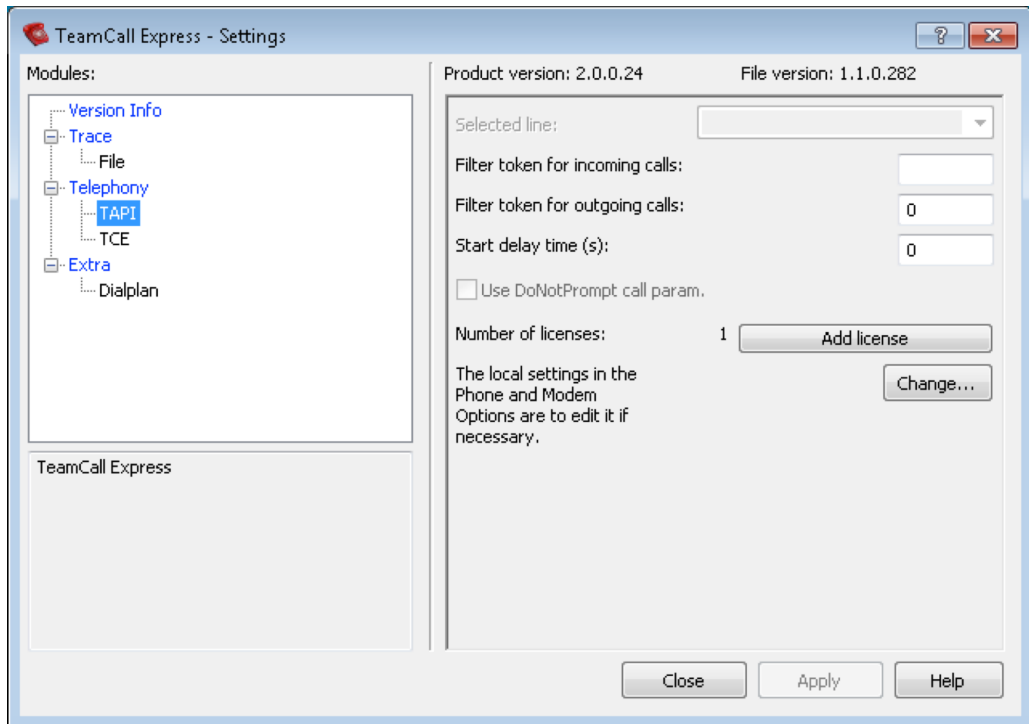 TeamCall Express - Settings
Modules:
Product version: 2.0.0.24 File version: 1.1.0.282
Version Info
Trace
File
Telephony
TAPI
TCE
Extra
Dialplan
TeamCall Express
Selected line:
Filter token for incoming calls:
Filter token for outgoing calls: 0
Start delay time (s): 0
Use DoNotPrompt call param.
Number of licenses: 1 Add license
The local settings in the
Phone and Modem
Options are to edit it if
necessary.
Change...
Close Apply Help